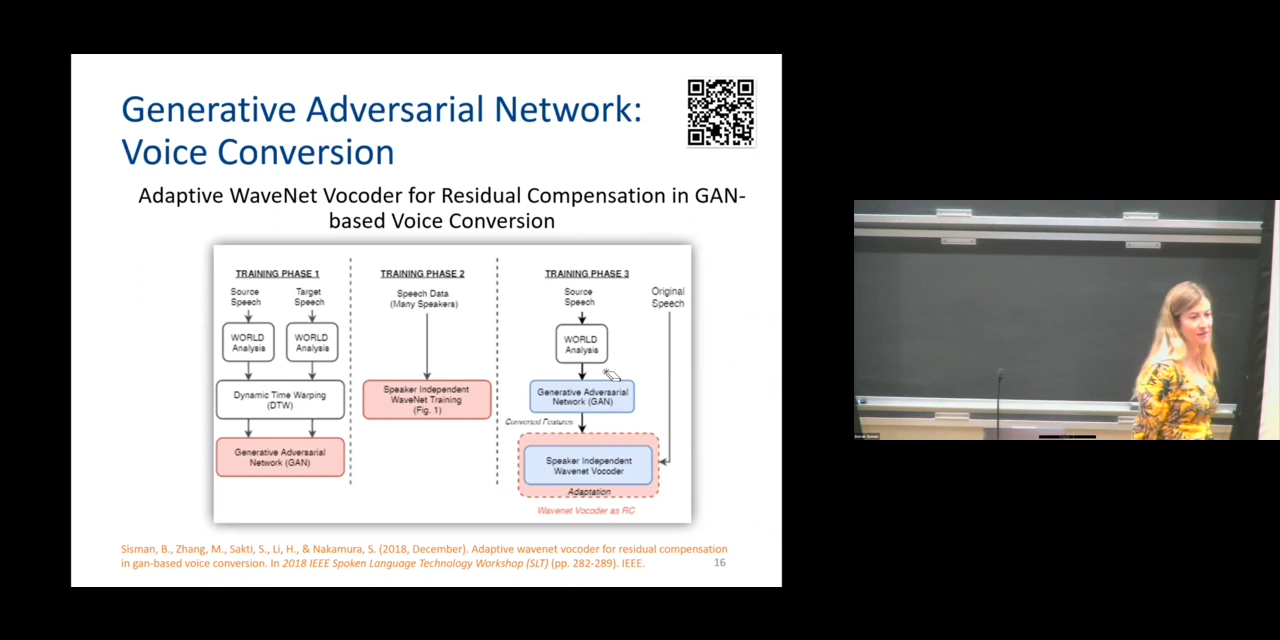 Generative Adversarial Network:
Voice Conversion
Adaptive WaveNet Vocoder for Residual Compensation in GAN-
based Voice Conversion
TRAINING PHASE 1
Source
Speech
Target
Speech
WORLD
Analysis
WORLD
Analysis
Dynamic Time Warping
(DTW)
Generative Adversarial
Network (GAN)
TRAINING PHASE 2
Speech Data
(Many Speakers)
Speaker Independent
WaveNet Training
(Fig. 1)
TRAINING PHASE 3
Source
Speech
Original
Speech
WORLD
Analysis
Generative Adversarial
Network (GAN)
Converted Features
Speaker Independent
Wavenet Vocoder
Adaptation
Wavenet Vocoder as RC
Sisman, B., Zhang, M., Sakti, S., Li, H., & Nakamura, S. (2018, December). Adaptive wavenet vocoder for residual compensation
in gan-based voice conversion. In 2018 IEEE Spoken Language Technology Workshop (SLT) (pp. 282-289). IEEE.
16